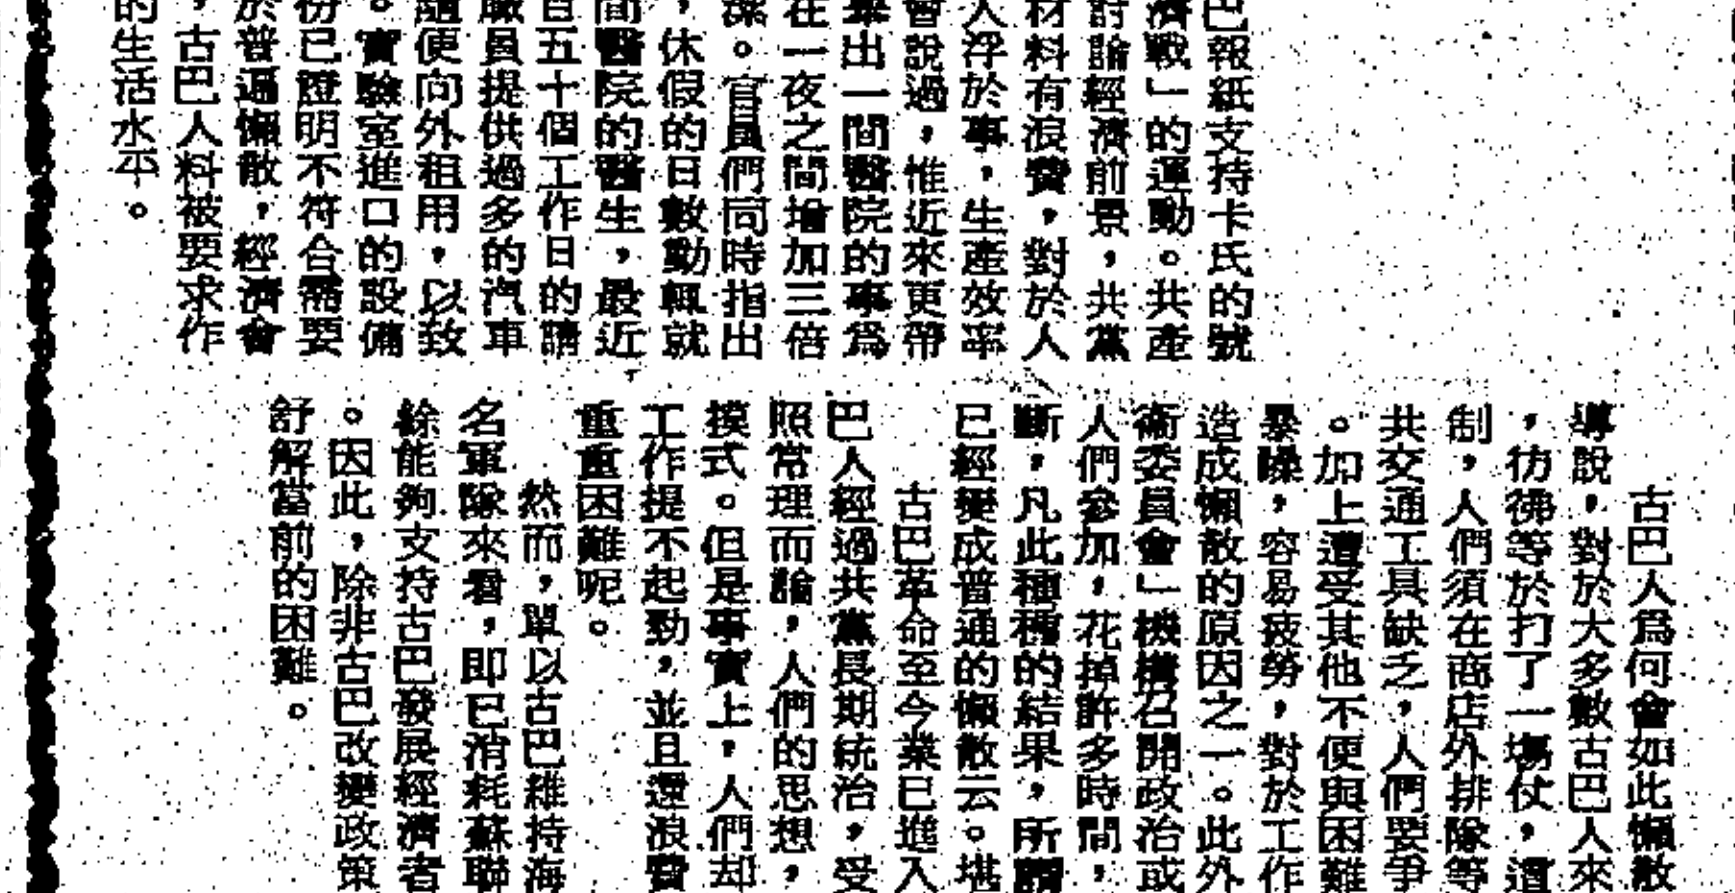 巴報紙支持卡氏的號
濟戰」的運動。共產
討論經濟前景，共黨
材料有浪費，對於人
人浮於事，生產效率
會說過，惟近來更帶
舉出一間醫院的事為
在一夜之間增加三倍
深。官員們同時指出
，休假的日數動輒就
間醫院的醫生，最近
百五十個工作日的請
職員提供過多的汽車
隨便向外租用，以致
。實驗室進口的設備
份已證明不符合需要
於普遍懶散，經濟會
，古巴人料被要求作
的生活水平。
古巴人為何會如此懶散
導說，對於大多數古巴人來
，彷彿等於打了一場仗，遭
制，人們須在商店外排隊等
共交通工具缺乏，人們要爭
。加上遭受其他不便與困難
暴躁，容易疲勞，對於工作
造成懶散的原因之一。此外
衞委員會」機構召開政治或
人們參加，花掉許多時間，
斷，凡此種種的結果，所謂
已經變成普通的懶散云。堪
古巴革命至今業已進入
巴人經過共黨長期統治，受
照常理而論，人們的思想，
摸式。但是事實上，人們却
工作提不起勁，並且還浪費
重重困難呢。
然而，單以古巴維持海
名軍隊來看，即已消耗蘇聯
餘能夠支持古巴發展經濟者
。因此，除非古巴改變政策
舒解當前的困難。